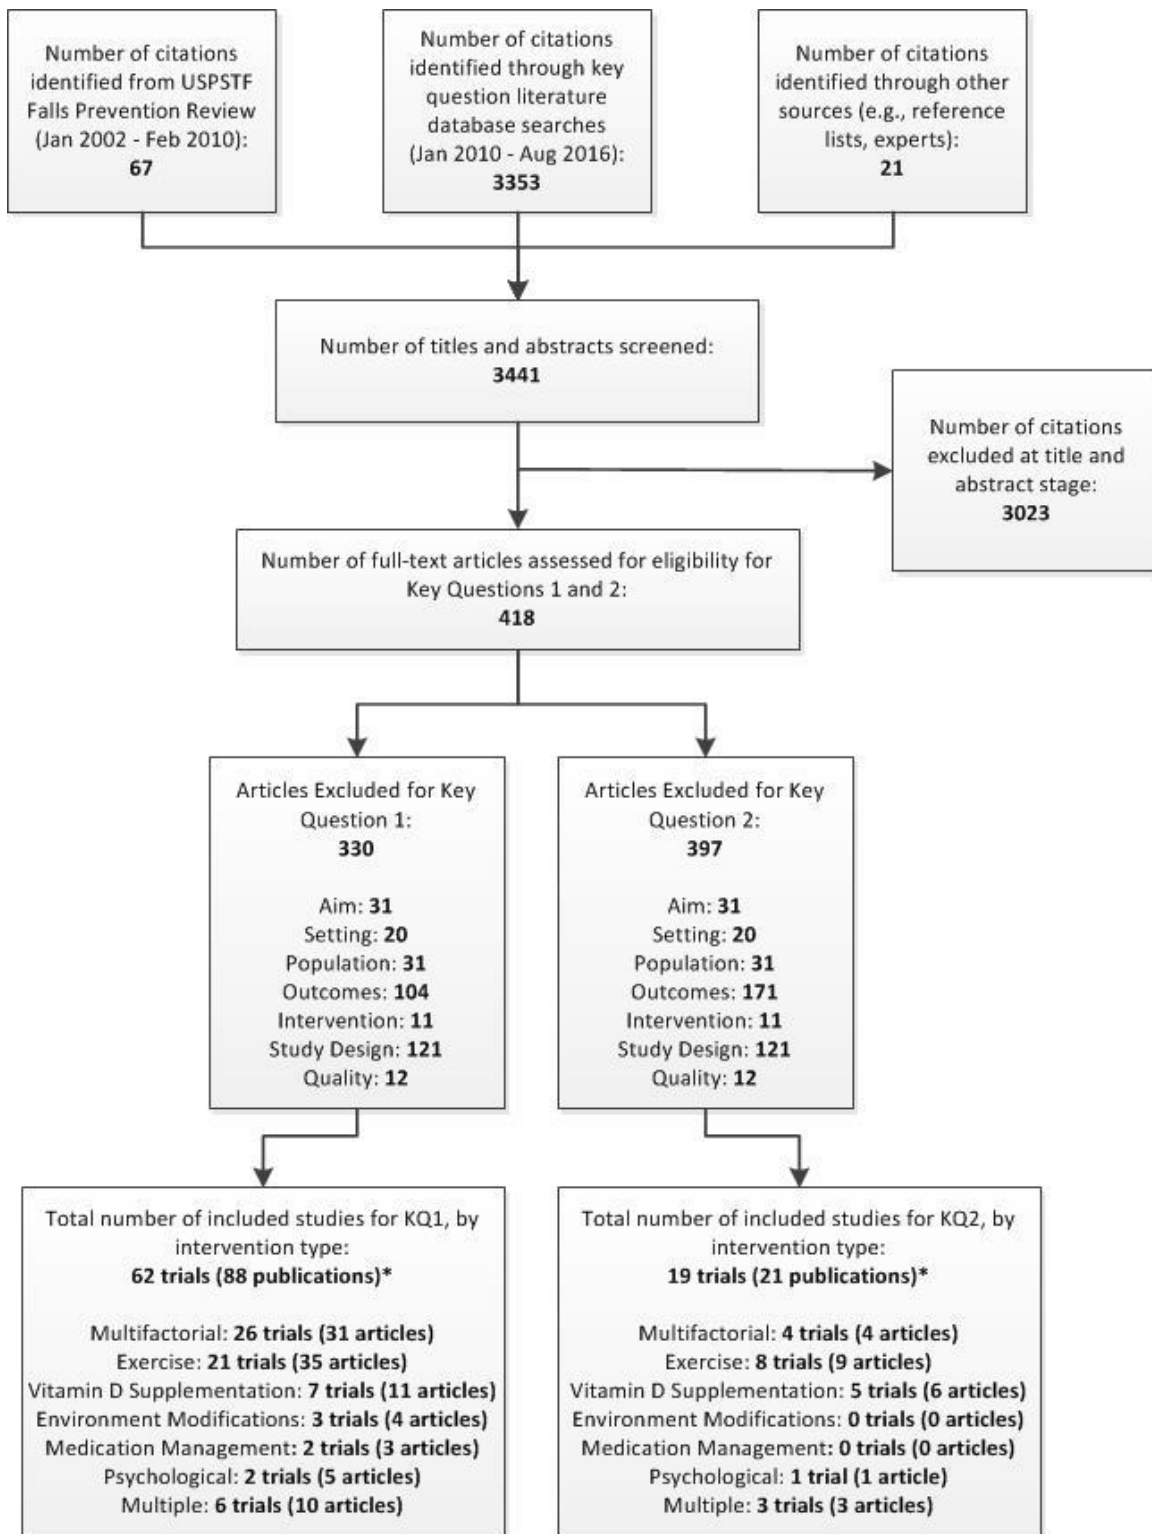 Number of citations
identified from USPSTF
Falls Prevention Review
(Jan 2002 - Feb 2010):
67
Number of citations
identified through key
question literature
database searches
(Jan 2010 - Aug 2016):
3353
Number of citations
identified through other
sources (e.g., reference
lists, experts):
21
Number of titles and abstracts screened:
3441
Number of citations
excluded at title and
abstract stage:
3023
Number of full-text articles assessed for eligibility for
Key Questions 1 and 2:
418
Articles Excluded for Key
Question 1:
330
Aim: 31
Setting: 20
Population: 31
Outcomes: 104
Intervention: 11
Study Design: 121
Quality: 12
Articles Excluded for Key
Question 2:
397
Aim: 31
Setting: 20
Population: 31
Outcomes: 171
Intervention: 11
Study Design: 121
Quality: 12
Total number of included studies for KQ1, by
intervention type:
62 trials (88 publications)*
Multifactorial: 26 trials (31 articles)
Exercise: 21 trials (35 articles)
Vitamin D Supplementation: 7 trials (11 articles)
Environment Modifications: 3 trials (4 articles)
Medication Management: 2 trials (3 articles)
Psychological: 2 trials (5 articles)
Multiple: 6 trials (10 articles)
Total number of included studies for KQ2, by
intervention type:
19 trials (21 publications)*
Multifactorial: 4 trials (4 articles)
Exercise: 8 trials (9 articles)
Vitamin D Supplementation: 5 trials (6 articles)
Environment Modifications: 0 trials (0 articles)
Medication Management: 0 trials (0 articles)
Psychological: 1 trial (1 article)
Multiple: 3 trials (3 articles)